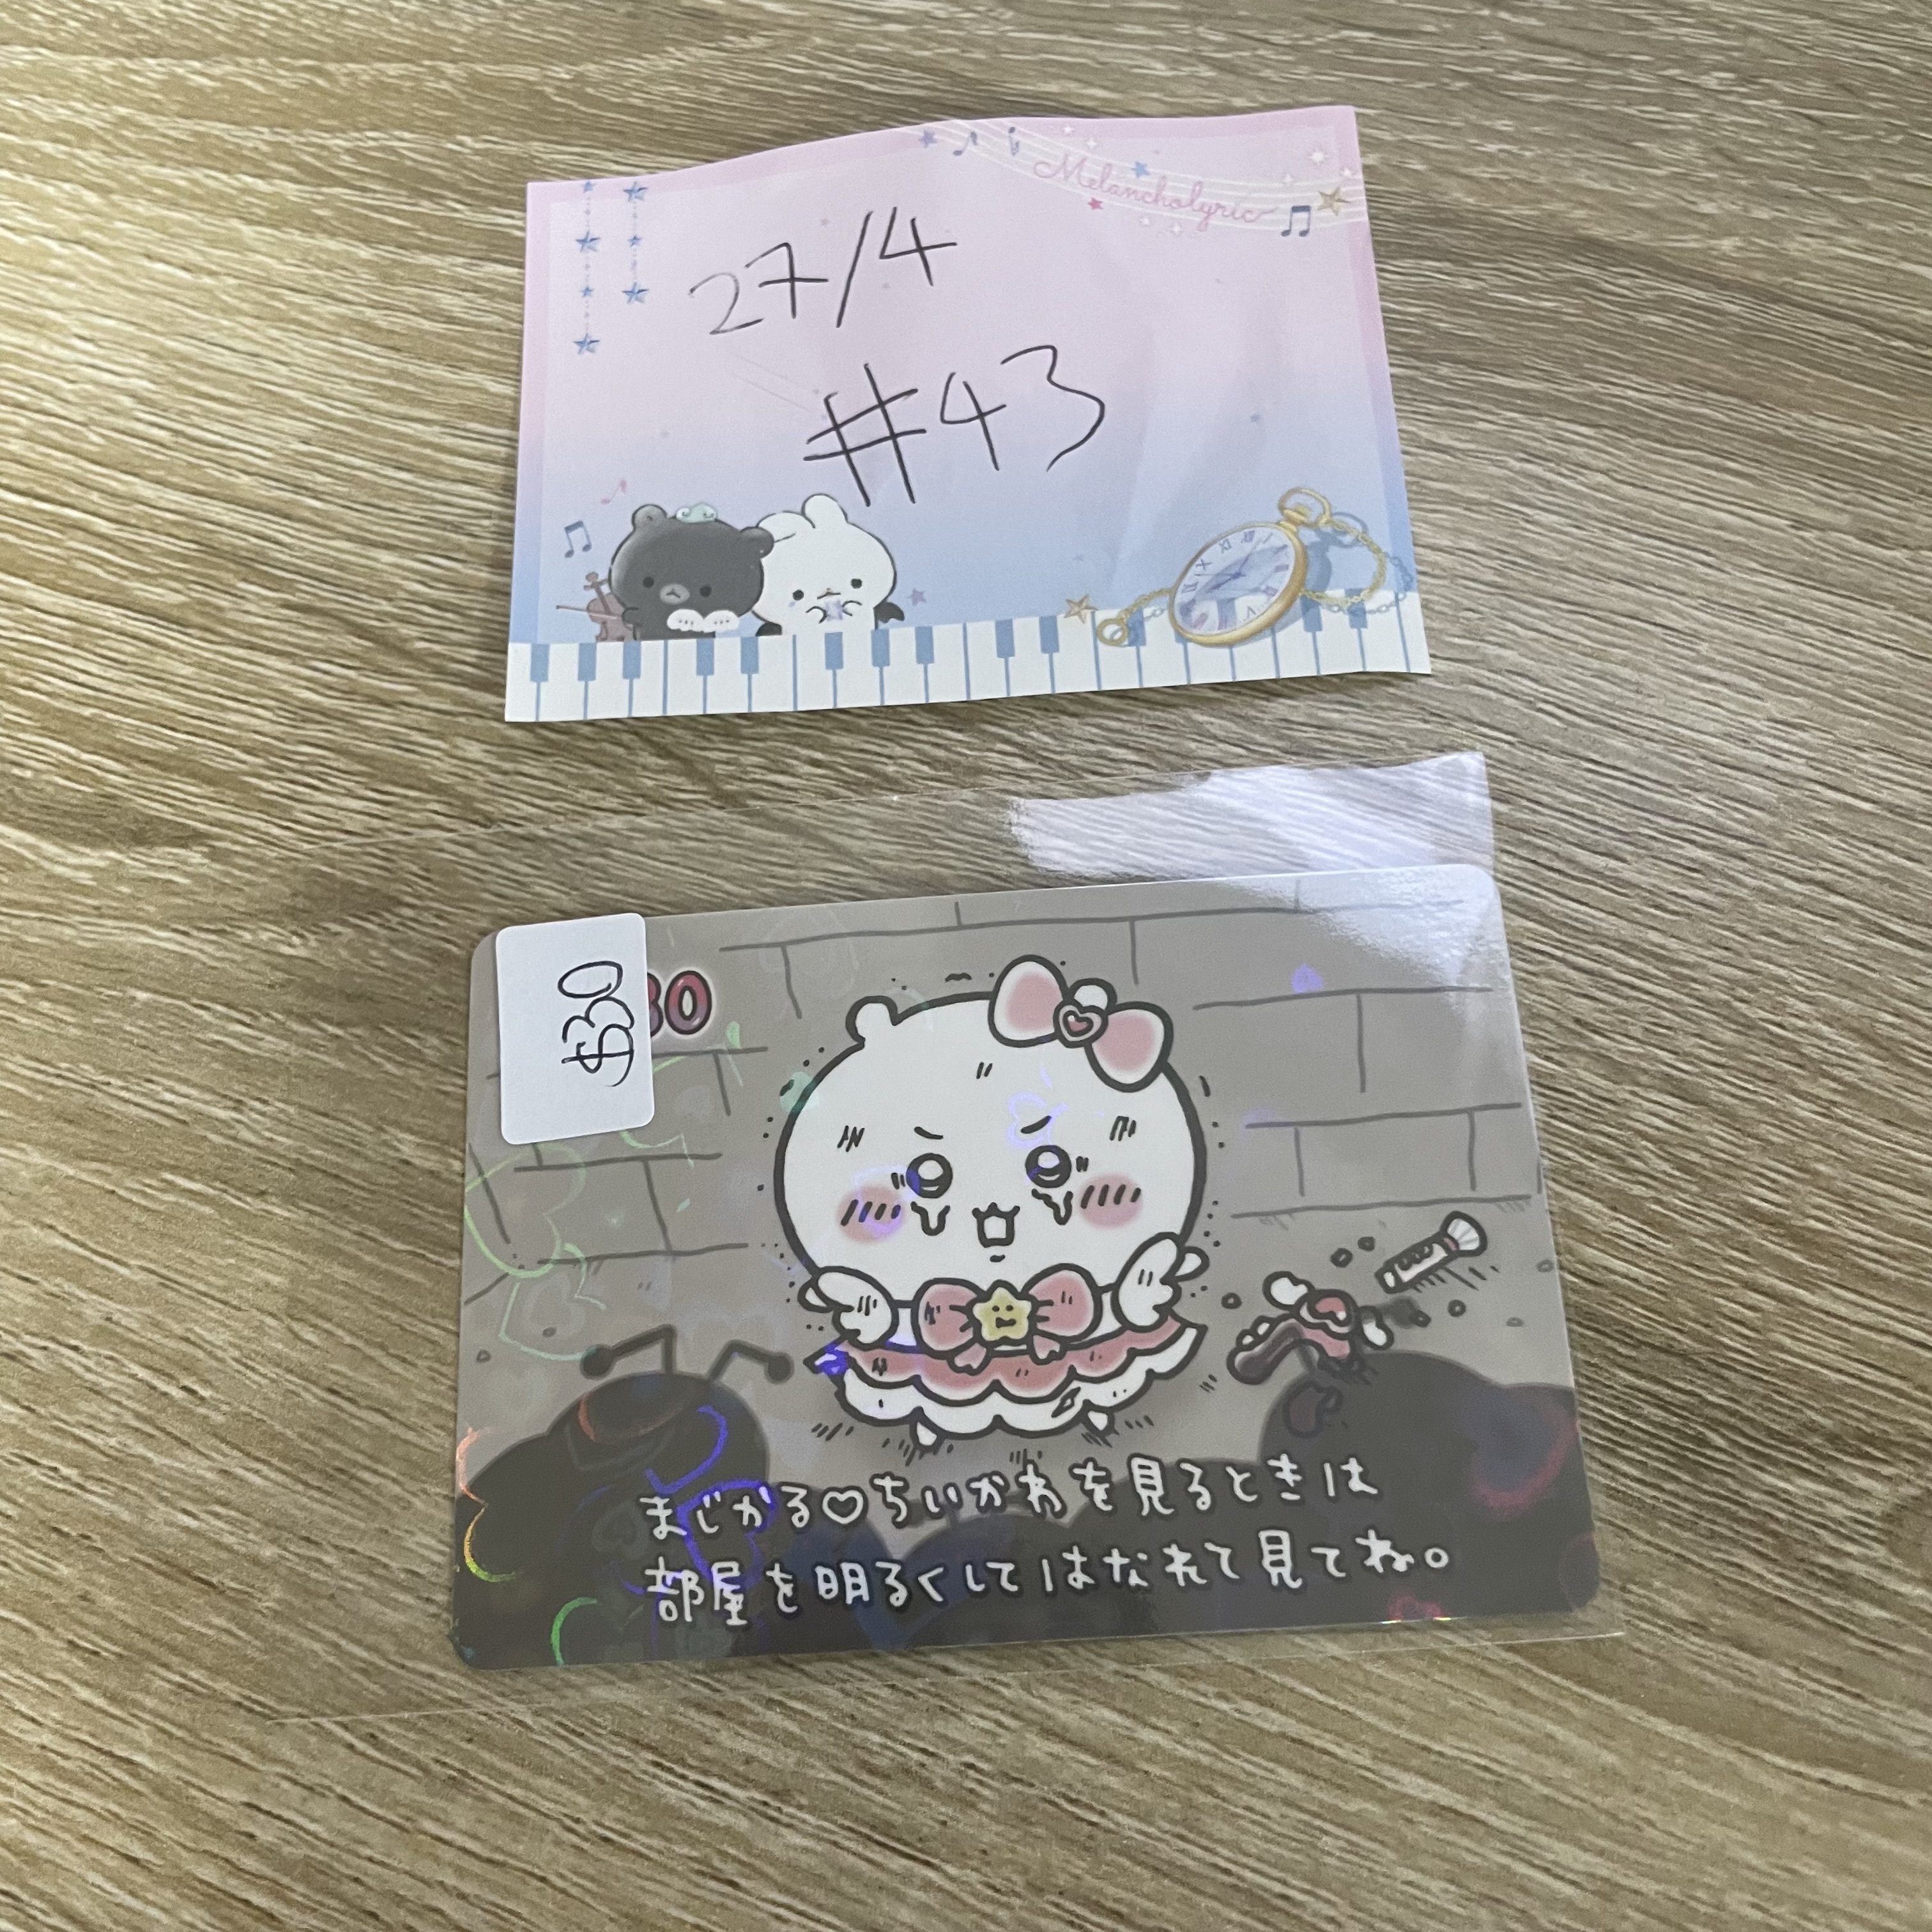 Melancholyric
27/4
#43
$30
30
まじかる♡ちいかわを見るときは
部屋を明るくしてはなれて見てね。